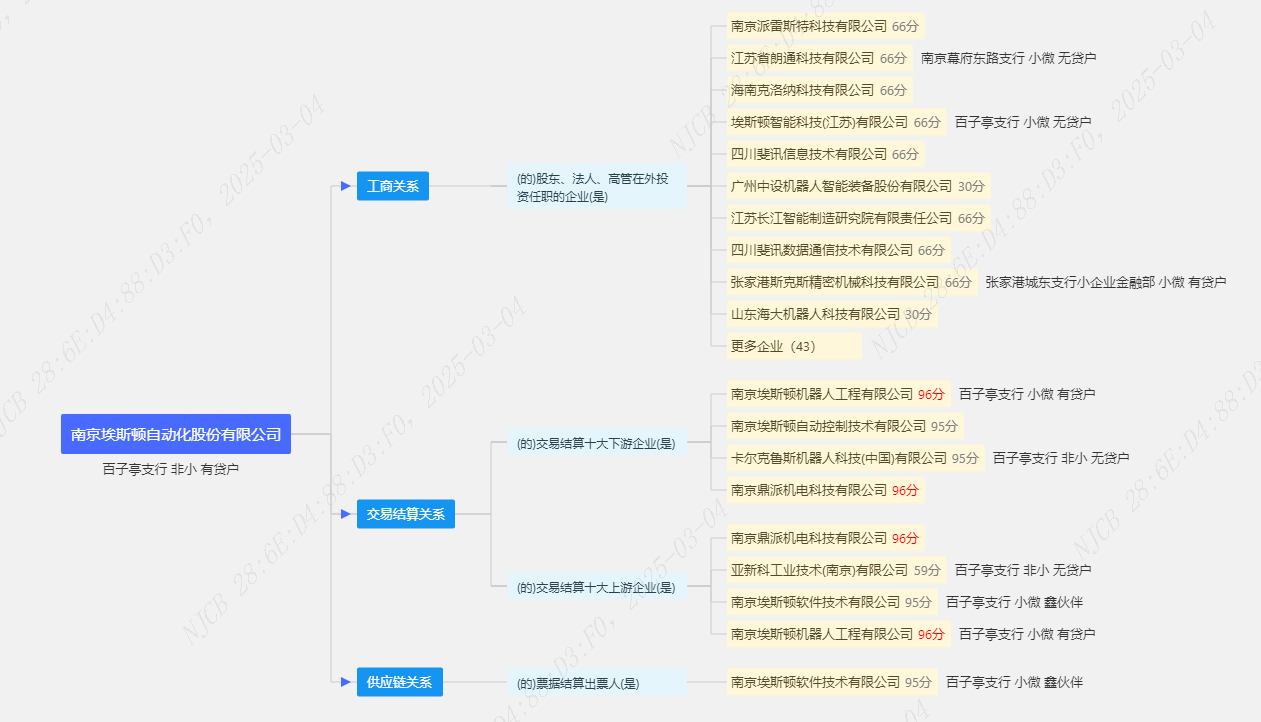 南京埃斯顿自动化股份有限公司
百子亭支行 非小 有贷户
工商关系
(的)股东、法人、高管在外投
资任职的企业(是)
南京派雷斯特科技有限公司 66分
江苏省朗通科技有限公司 66分 南京幕府东路支行 小微 无贷户
海南克洛纳科技有限公司 66分
埃斯顿智能科技(江苏)有限公司 66分 百子亭支行 小微 无贷户
四川斐讯信息技术有限公司 66分
广州中设机器人智能装备股份有限公司 30分
江苏长江智能制造研究院有限责任公司 66分
四川斐讯数据通信技术有限公司 66分
张家港斯克斯精密机械科技有限公司 66分 张家港城东支行小企业金融部 小微 有贷户
山东海大机器人科技有限公司 30分
更多企业（43）
交易结算关系
(的)交易结算十大下游企业(是)
南京埃斯顿机器人工程有限公司 96分 百子亭支行 小微 有贷户
南京埃斯顿自动控制技术有限公司 95分
卡尔克鲁斯机器人科技(中国)有限公司 95分 百子亭支行 非小 无贷户
南京鼎派机电科技有限公司 96分
(的)交易结算十大上游企业(是)
南京鼎派机电科技有限公司 96分
亚新科工业技术(南京)有限公司 59分 百子亭支行 非小 无贷户
南京埃斯顿软件技术有限公司 95分 百子亭支行 小微 鑫伙伴
南京埃斯顿机器人工程有限公司 96分 百子亭支行 小微 有贷户
供应链关系
(的)票据结算出票人(是)
南京埃斯顿软件技术有限公司 95分 百子亭支行 小微 鑫伙伴
NJCB 28:6E:D4:88:D3:F0, 2025-03-04